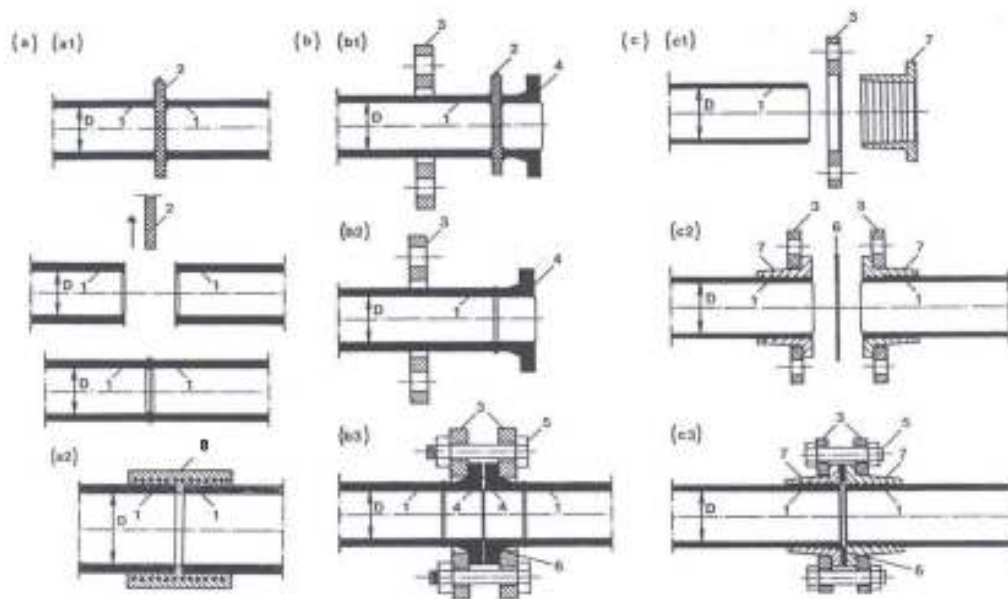 (a) (a1)
2
D 1 1
2
D 1 1
D 1 1
(a2) 8
1 1
D
(b) (b1) 3 2 4
D 1
(b2) 3 4
D 1
(b3) 3 5
D 1 4 4 1
6
(c) (c1) 3 7
D 1
(c2) 3 6 3
7 7
D 1 1
(c3) 3 5
7 7
D 1 1
6